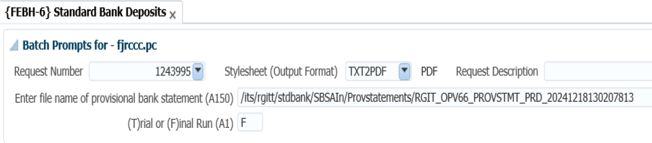 {FEBH-6} Standard Bank Deposits x
Batch Prompts for - fjrccc.pc
Request Number 1243995 Stylesheet (Output Format) TXT2PDF PDF Request Description
Enter file name of provisional bank statement (A150) /its/rgitt/stdbank/SBSAIn/Provstatements/RGIT_OPV66_PROVSTMT_PRD_20241218130207813
(T)rial or (F)inal Run (A1) F